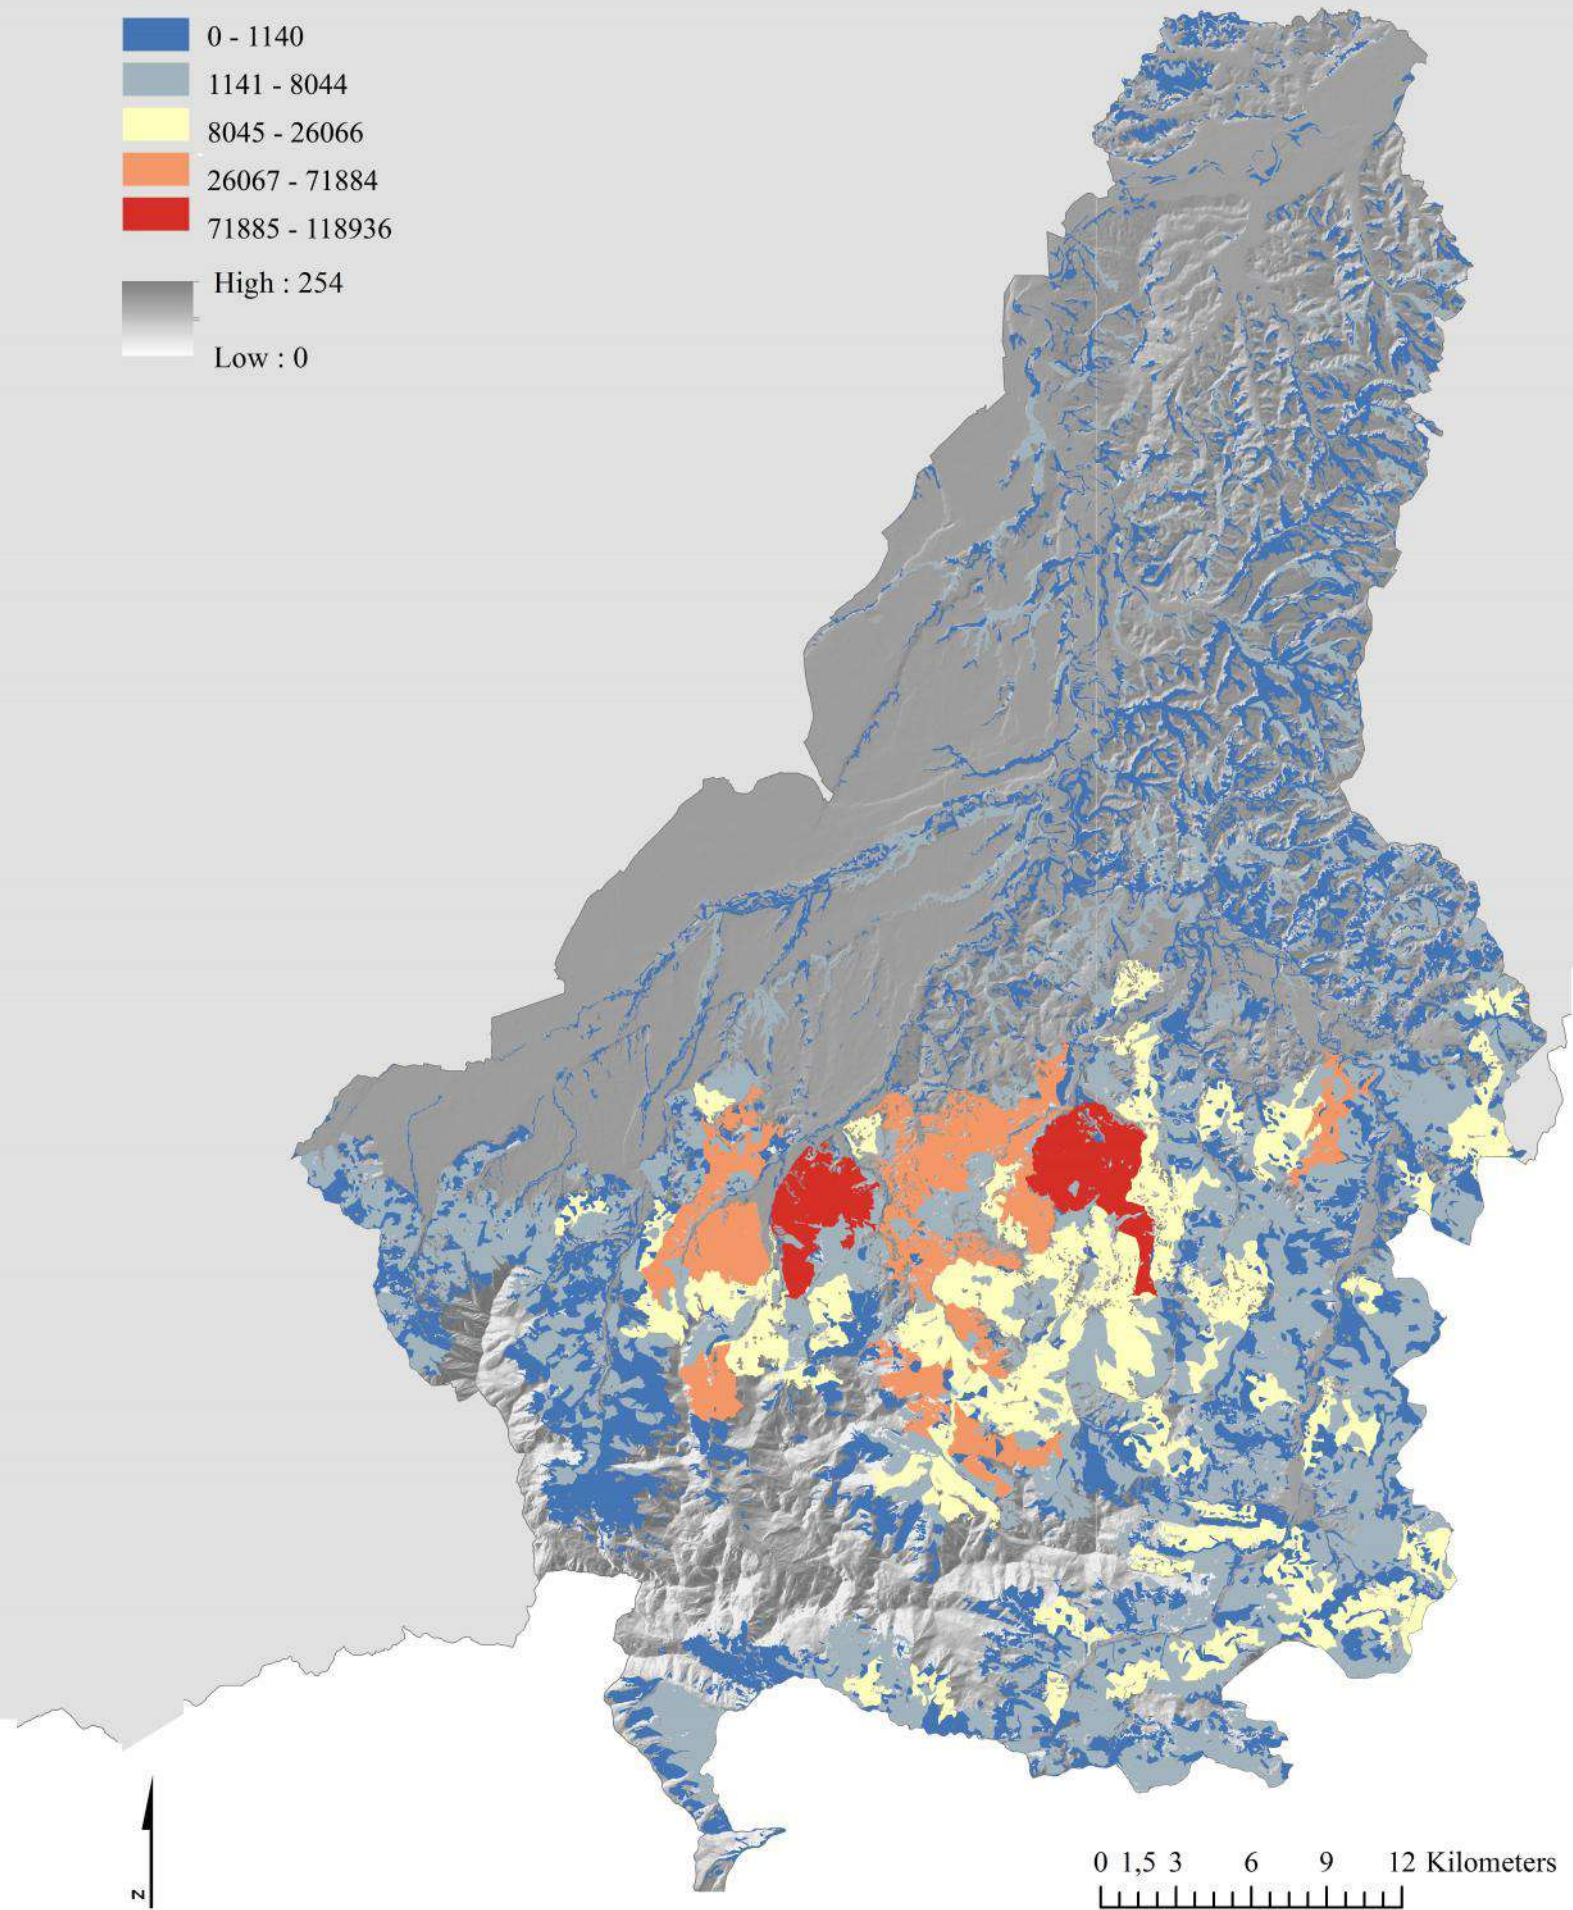 0 - 1140
1141 - 8044
8045 - 26066
26067 - 71884
71885 - 118936
High : 254
Low : 0
N
0 1,5 3 6 9 12 Kilometers